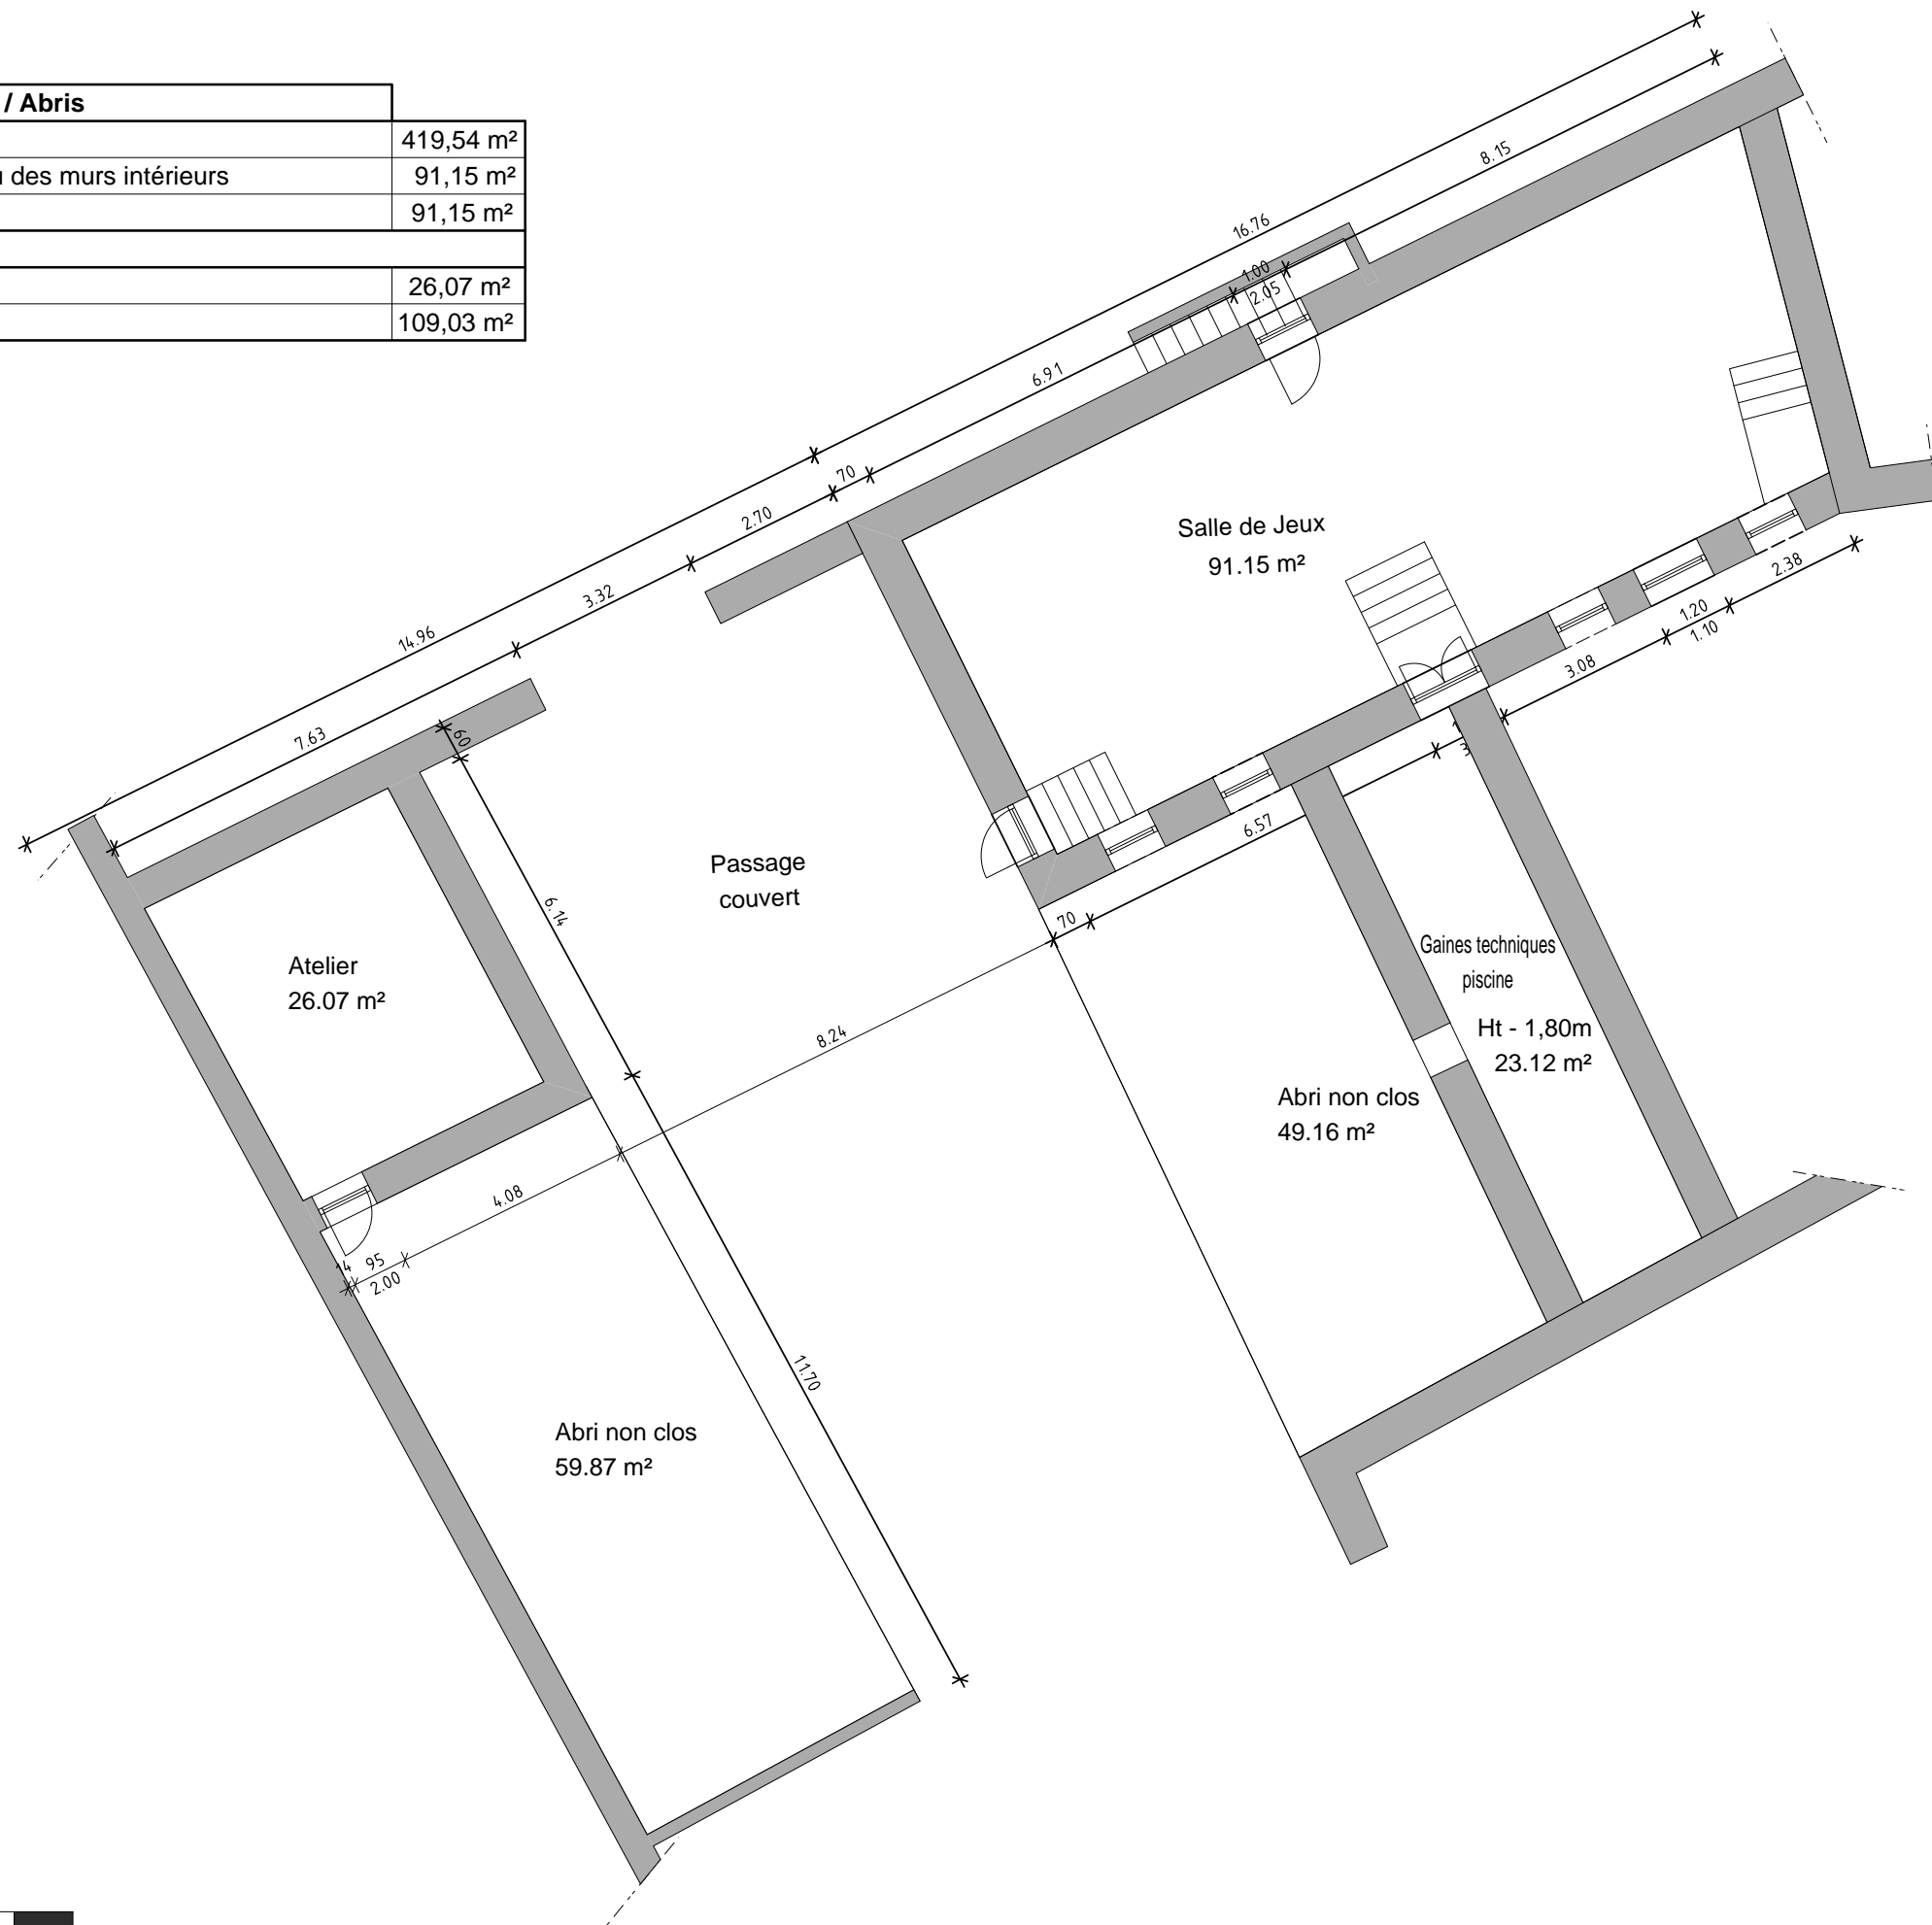 / Abris
419,54 m²
des murs intérieurs 91,15 m²
91,15 m²
26,07 m²
109,03 m²
16.76
8.15
1.00
2.05
6.91
70
2.70
3.32
14.96
7.63
60
6.14
Salle de Jeux
91.15 m²
2.38
1.20
1.10
3.08
6.57
70
Passage
couvert
8.24
Atelier
26.07 m²
4.08
14
95
2.00
11.70
Gaines techniques
piscine
Ht - 1,80m
23.12 m²
Abri non clos
49.16 m²
Abri non clos
59.87 m²